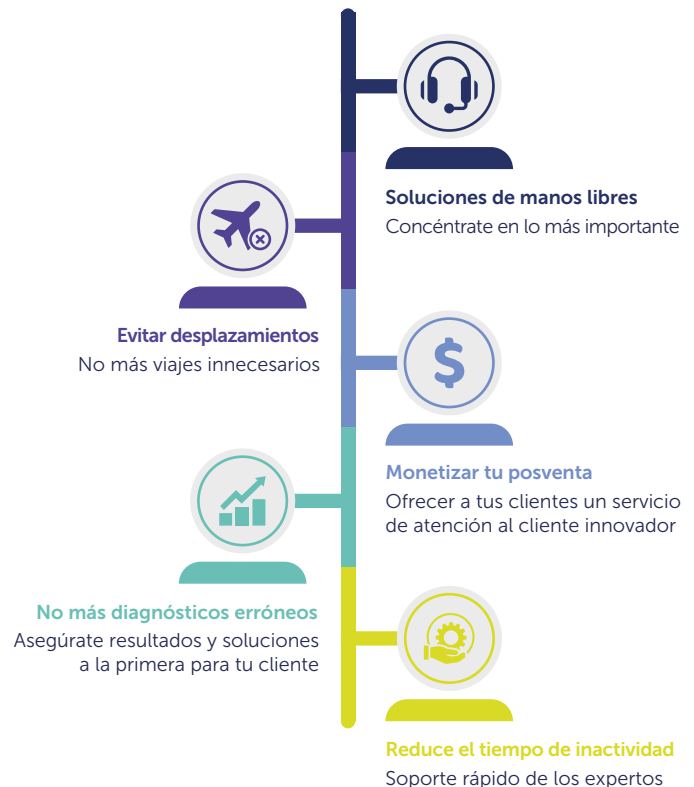 Soluciones de manos libres
Concéntrate en lo más importante
Evitar desplazamientos
No más viajes innecesarios
$
Monetizar tu posventa
Ofrecer a tus clientes un servicio
de atención al cliente innovador
No más diagnósticos erróneos
Asegúrate resultados y soluciones
a la primera para tu cliente
Reduce el tiempo de inactividad
Soporte rápido de los expertos